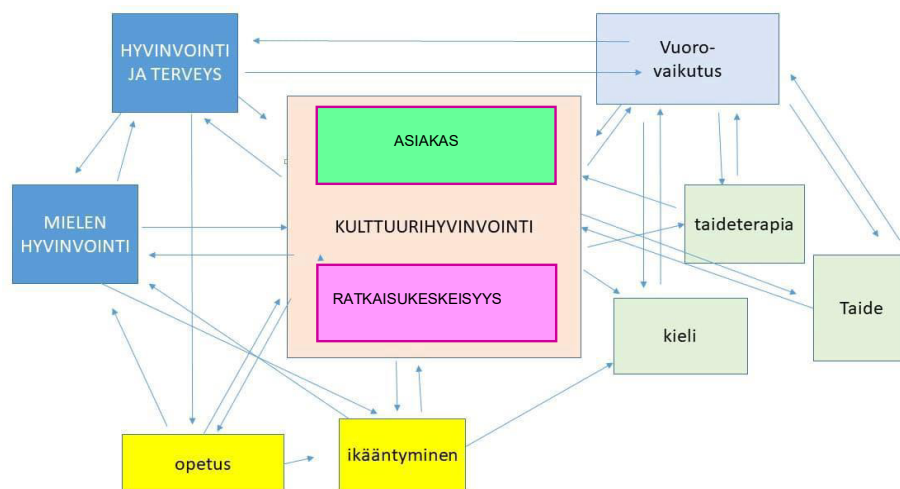 HYVINVOINTI
JA TERVEYS
Vuoro-
vaikutus
ASIAKAS
MIELEN
HYVINVOINTI
KULTTUURIHYVINVOINTI
taideterapia
RATKAISUKESKEISYYS
Taide
kieli
opetus
ikääntyminen